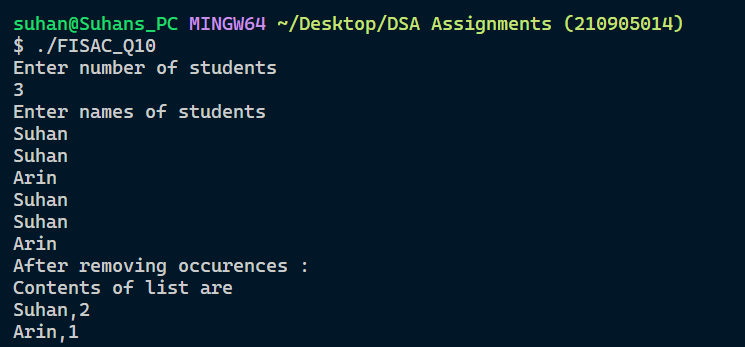 suhan@Suhans_PC MINGW64 ~/Desktop/DSA Assignments (210905014)
$ ./FISAC_Q10
Enter number of students
3
Enter names of students
Suhan
Suhan
Arin
Suhan
Suhan
Arin
After removing occurences :
Contents of list are
Suhan,2
Arin,1